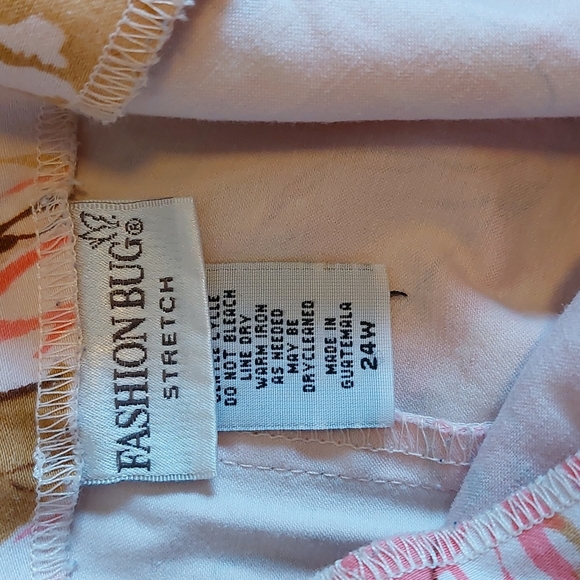 FASHION BUG®
STRETCH
CYCLE
DO NOT BLEACH
LINE DRY
WARM IRON
AS NEEDED
MAY BE
DRYCLEANED
MADE IN
GUATEMALA
24W